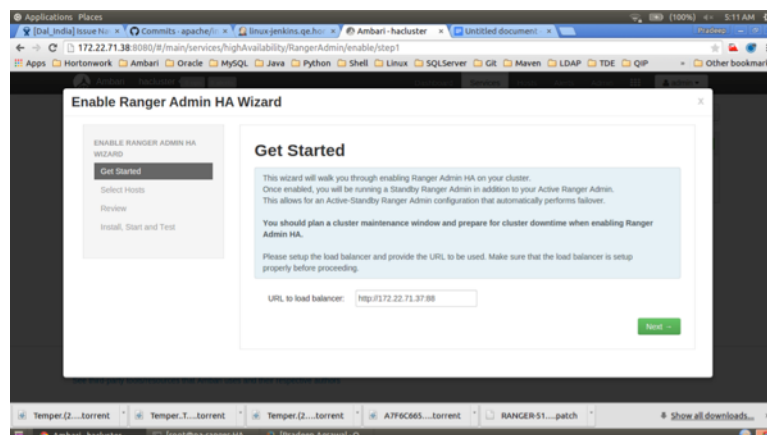 Applications Places
(100%)
5:11 AM
[Dal_India] Issue Na
Commits · apache/in
linux-jenkins.qe.hor
Ambari - hacluster
Untitled document
172.22.71.38:8080/#/main/services/highAvailability/RangerAdmin/enable/step1
Apps Hortonwork Ambari Oracle MySQL Java Python Shell Linux SQLServer Git Maven LDAP TDE QIP » Other bookmar
Enable Ranger Admin HA Wizard
X
ENABLE RANGER ADMIN HA
WIZARD
Get Started
Select Hosts
Review
Install, Start and Test
Get Started
This wizard will walk you through enabling Ranger Admin HA on your cluster.
Once enabled, you will be running a Standby Ranger Admin in addition to your Active Ranger Admin.
This allows for an Active-Standby Ranger Admin configuration that automatically performs failover.
You should plan a cluster maintenance window and prepare for cluster downtime when enabling Ranger
Admin HA.
Please setup the load balancer and provide the URL to be used. Make sure that the load balancer is setup
properly before proceeding.
URL to load balancer: http://172.22.71.37:88
Next →
Temper.(2....torrent
Temper..T....torrent
Temper.(2....torrent
A7F6C665....torrent
RANGER-51....patch
Show all downloads...